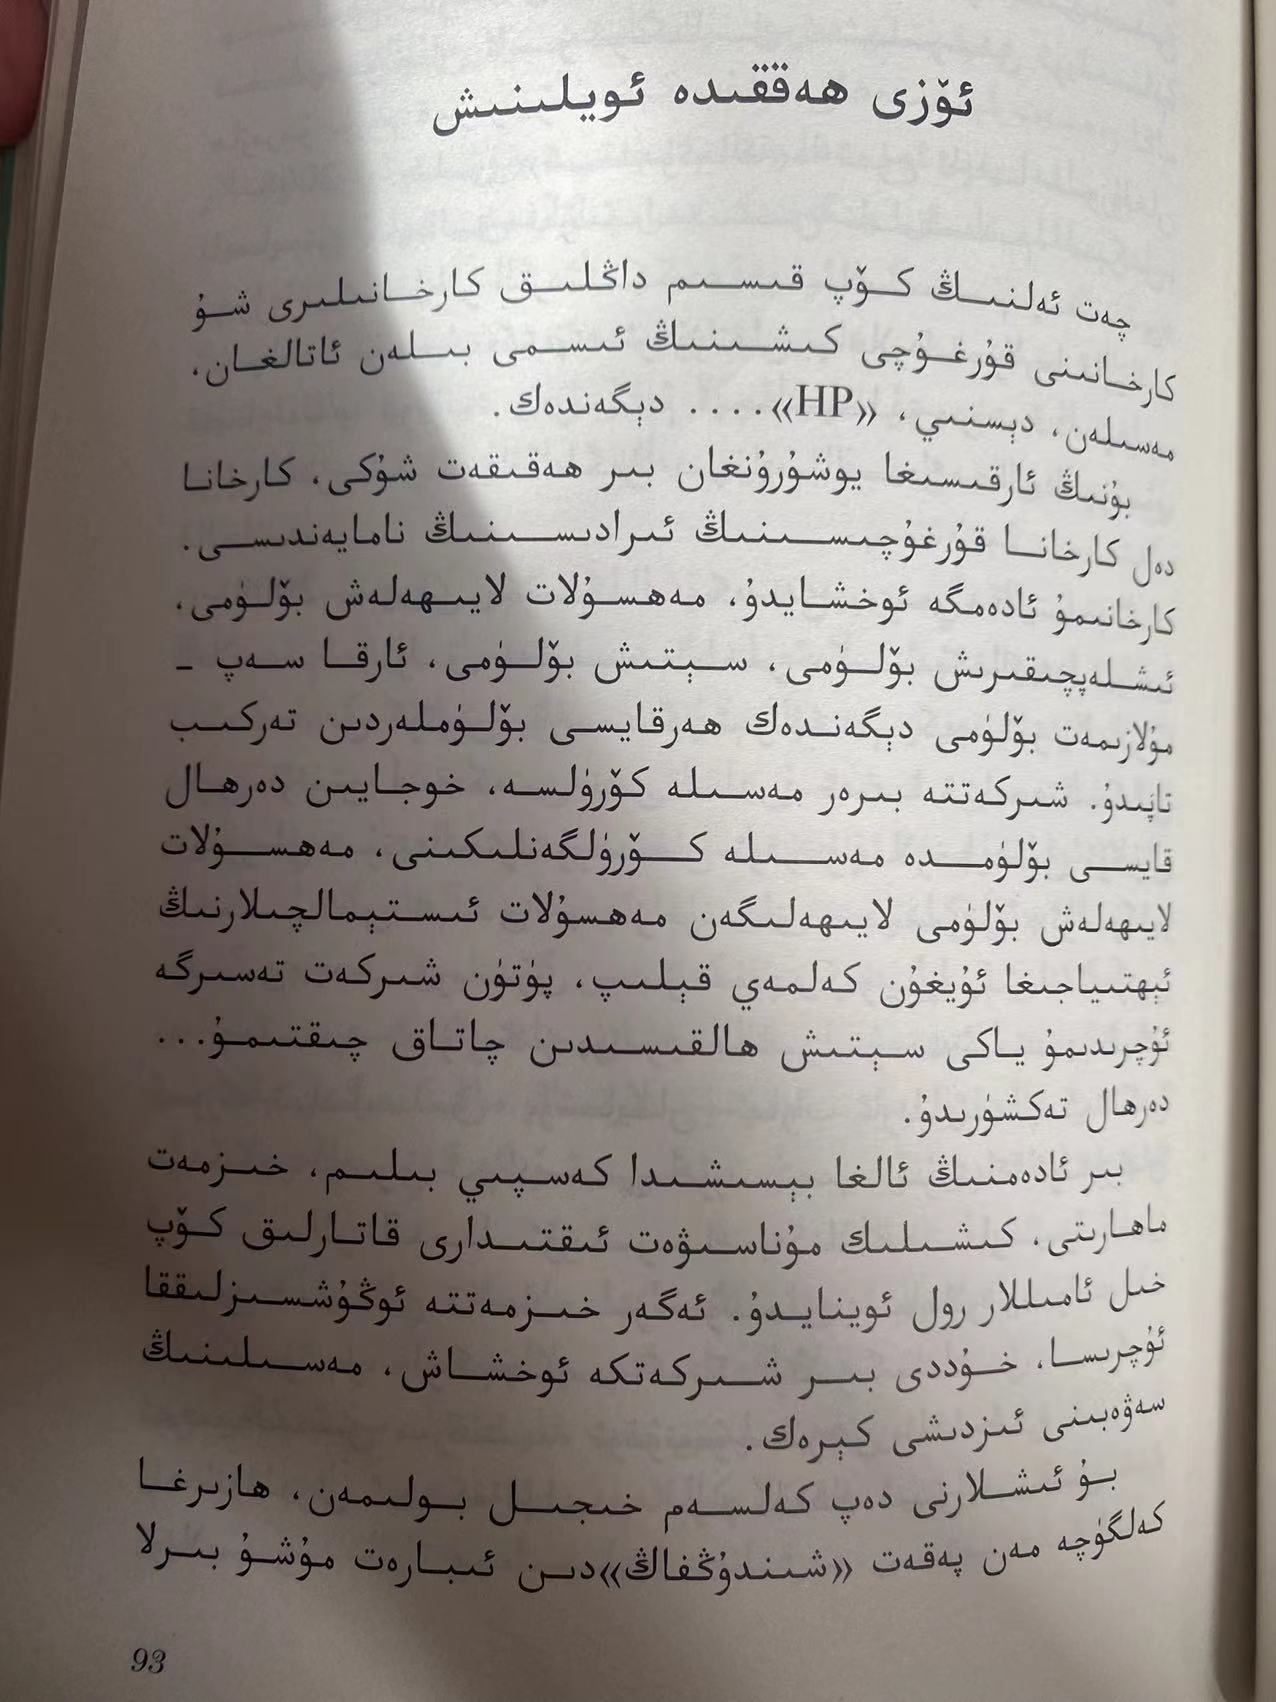 ئۆزى ھەققىدە ئويلىنىش
چەت ئەلنىڭ كۆپ قىسىم داڭلىق كارخانىلىرى شۇ
كارخانىنى قۇرغۇچى كىشىنىڭ ئىسمى بىلەن ئاتالغان،
مەسىلەن، دېسنىي، «HP».... دېگەندەك.
بۇنىڭ ئارقىسىغا يوشۇرۇنغان بىر ھەقىقەت شۇكى، كارخانا
دەل كارخانا قۇرغۇچىسىنىڭ ئىرادىسىنىڭ نامايەندىسى.
كارخانىمۇ ئادەمگە ئوخشايدۇ، مەھسۇلات لايىھەلەش بۆلۈمى،
ئىشلەپچىقىرىش بۆلۈمى، سېتىش بۆلۈمى، ئارقا سەپ -
مۇلازىمەت بۆلۈمى دېگەندەك ھەرقايسى بۆلۈملەردىن تەركىب
تاپىدۇ. شىركەتتە بىرەر مەسىلە كۆرۈلسە، خوجايىن دەرھال
قايسى بۆلۈمدە مەسىلە كۆرۈلگەنلىكىنى، مەھسۇلات
لايىھەلەش بۆلۈمى لايىھەلىگەن مەھسۇلات ئىستېمالچىلارنىڭ
ئېھتىياجىغا ئۇيغۇن كەلمەي قېلىپ، پۈتۈن شىركەت تەسىرگە
ئۇچرىدىمۇ ياكى سېتىش ھالقىسىدىن چاتاق چىقتىمۇ...
دەرھال تەكشۈرىدۇ.
بىر ئادەمنىڭ ئالغا بېسىشىدا كەسپىي بىلىم، خىزمەت
ماھارىتى، كىشىلىك مۇناسىۋەت ئىقتىدارى قاتارلىق كۆپ
خىل ئامىللار رول ئوينايدۇ. ئەگەر خىزمەتتە ئوڭۇشسىزلىققا
ئۇچرىسا، خۇددى بىر شىركەتكە ئوخشاش، مەسىلىنىڭ
سەۋەبىنى ئىزدىشى كېرەك.
بۇ ئىشلارنى دەپ كەلسەم خىجىل بولىمەن، ھازىرغا
كەلگۈچە مەن پەقەت «شىندۇڭفاڭ»دىن ئىبارەت مۇشۇ بىرلا
93